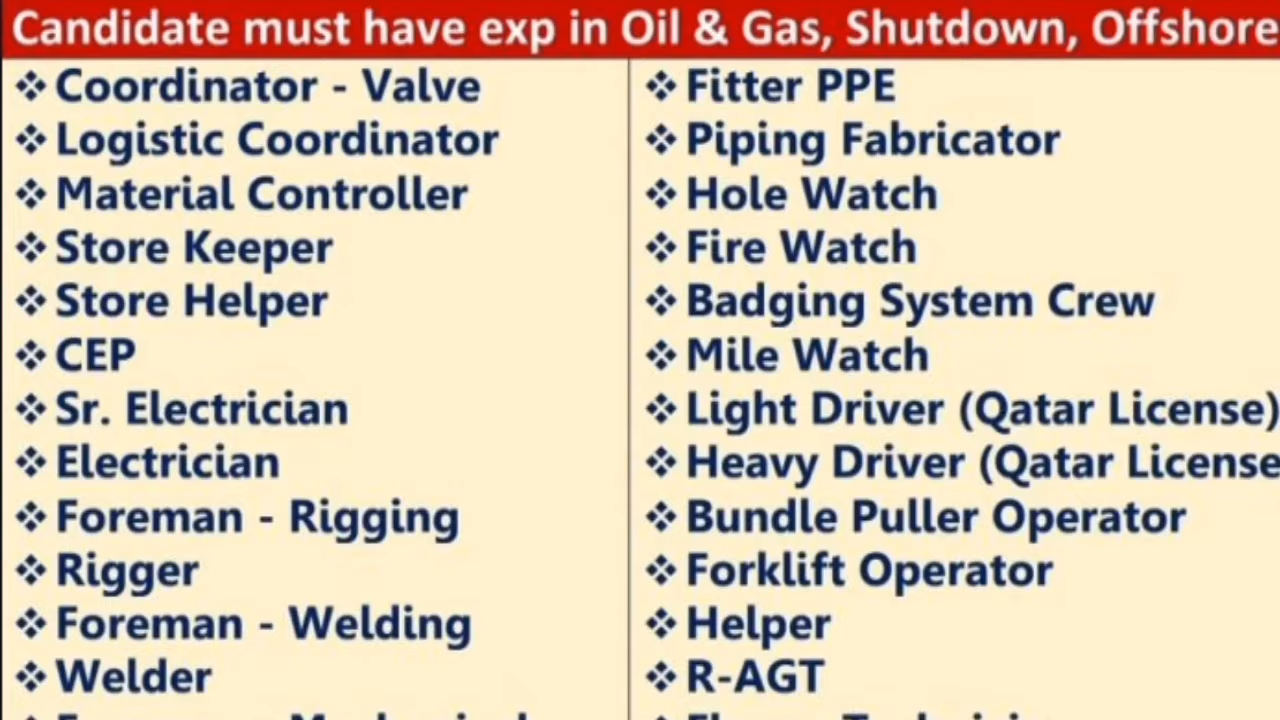 Candidate must have exp in Oil & Gas, Shutdown, Offshore
❖ Coordinator - Valve
❖ Logistic Coordinator
❖ Material Controller
❖ Store Keeper
❖ Store Helper
❖ CEP
❖ Sr. Electrician
❖ Electrician
❖ Foreman - Rigging
❖ Rigger
❖ Foreman - Welding
❖ Welder
❖ Fitter PPE
❖ Piping Fabricator
❖ Hole Watch
❖ Fire Watch
❖ Badging System Crew
❖ Mile Watch
❖ Light Driver (Qatar License)
❖ Heavy Driver (Qatar License
❖ Bundle Puller Operator
❖ Forklift Operator
❖ Helper
❖ R-AGT